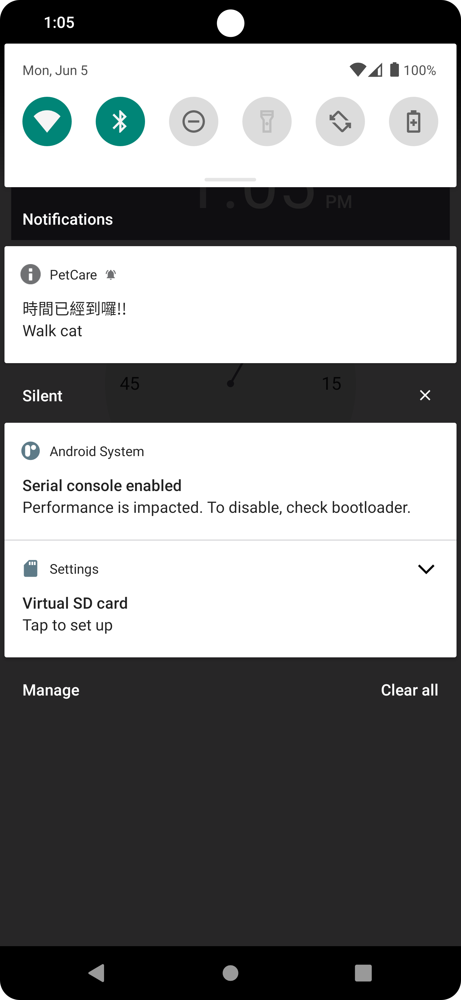 1:05
Mon, Jun 5
100%
1:05 PM
Notifications
PetCare
時間已經到囉!!
Walk cat
45
15
Silent
Android System
Serial console enabled
Performance is impacted. To disable, check bootloader.
Settings
Virtual SD card
Tap to set up
Manage
Clear all